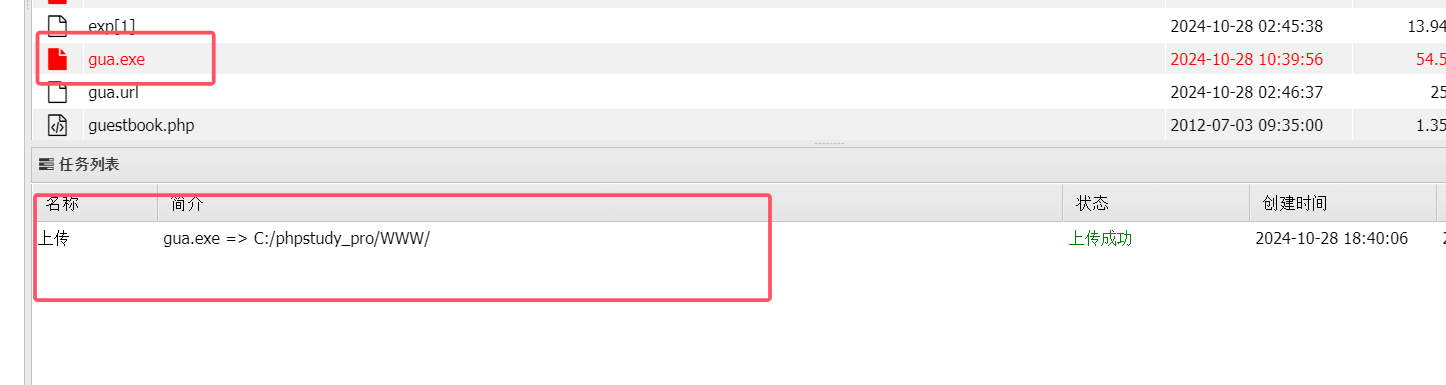 exp[1] 2024-10-28 02:45:38 13.94
gua.exe 2024-10-28 10:39:56 54.5
gua.url 2024-10-28 02:46:37 25
guestbook.php 2012-07-03 09:35:00 1.35
任务列表
名称 简介 状态 创建时间
上传 gua.exe => C:/phpstudy_pro/WWW/ 上传成功 2024-10-28 18:40:06